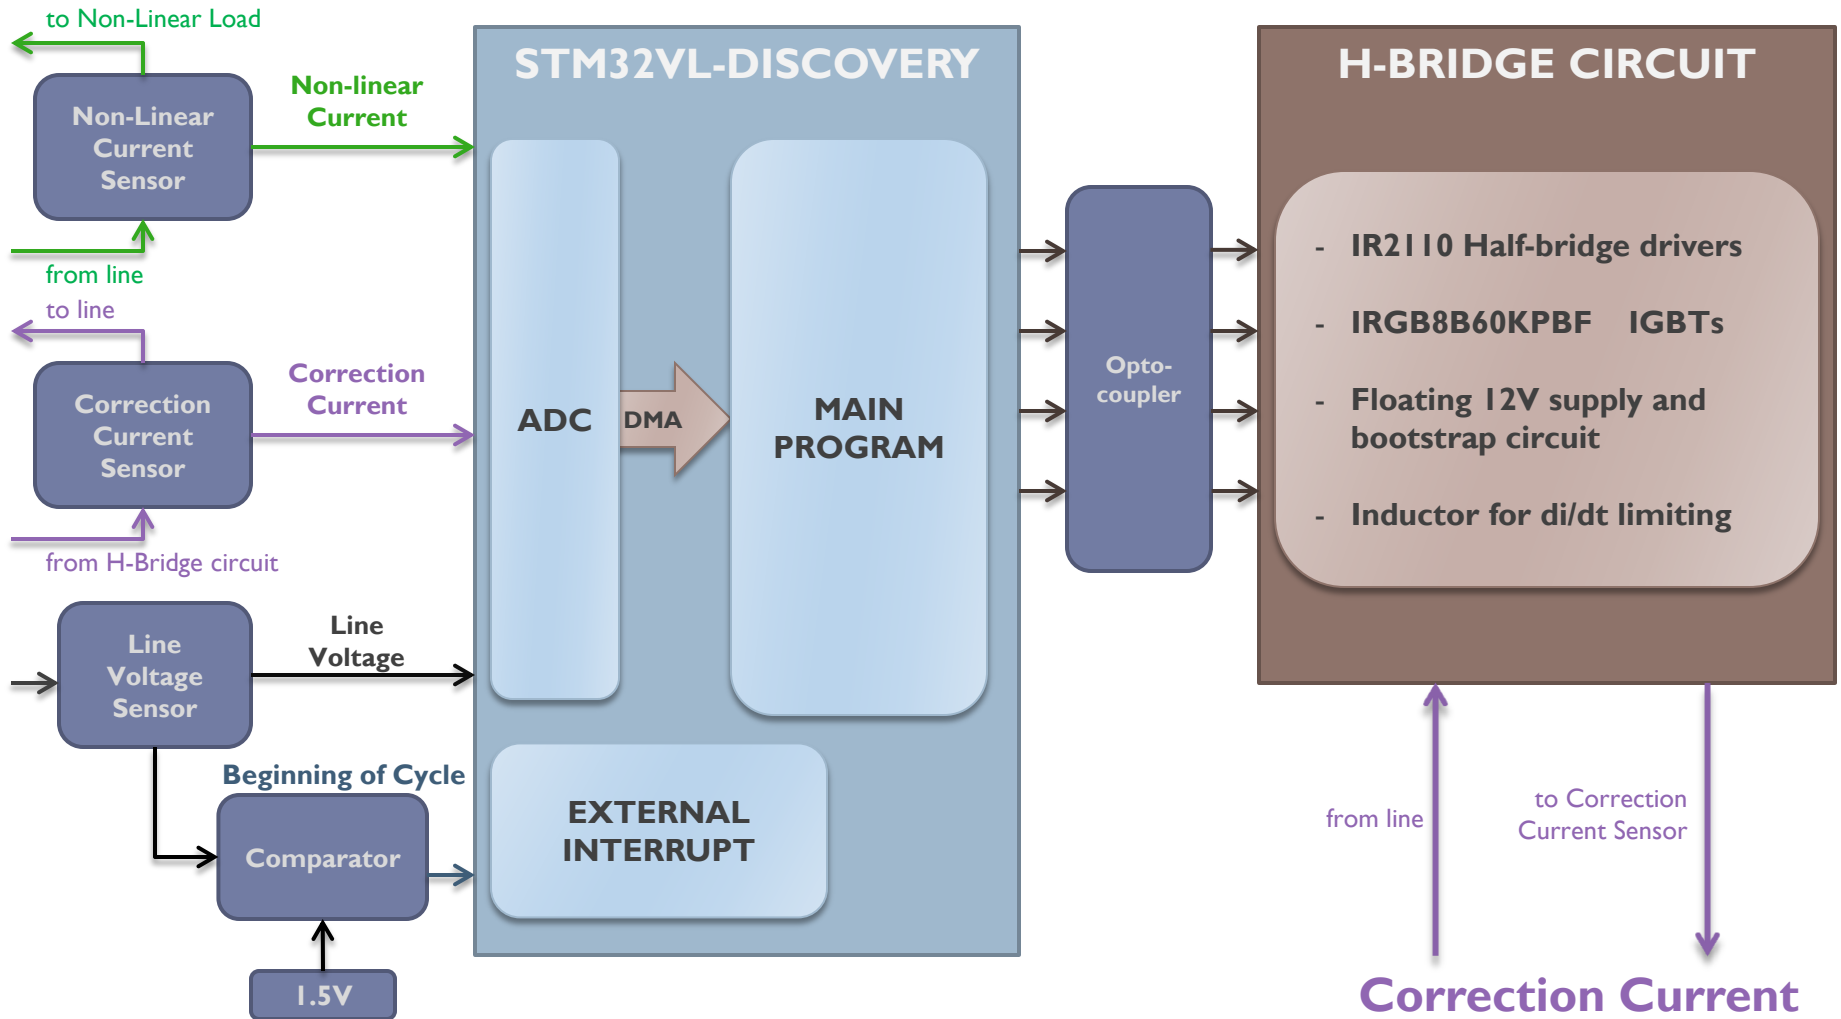 to Non-Linear Load
Non-Linear
Current
Sensor
Non-linear
Current
from line
to line
Correction
Current
Sensor
Correction
Current
from H-Bridge circuit
Line
Voltage
Sensor
Line
Voltage
Beginning of Cycle
Comparator
1.5V
STM32VL-DISCOVERY
ADC
DMA
MAIN
PROGRAM
EXTERNAL
INTERRUPT
Opto-
coupler
H-BRIDGE CIRCUIT
- IR2110 Half-bridge drivers
- IRGB8B60KPBF IGBTs
- Floating 12V supply and
bootstrap circuit
- Inductor for di/dt limiting
from line
to Correction
Current Sensor
Correction Current